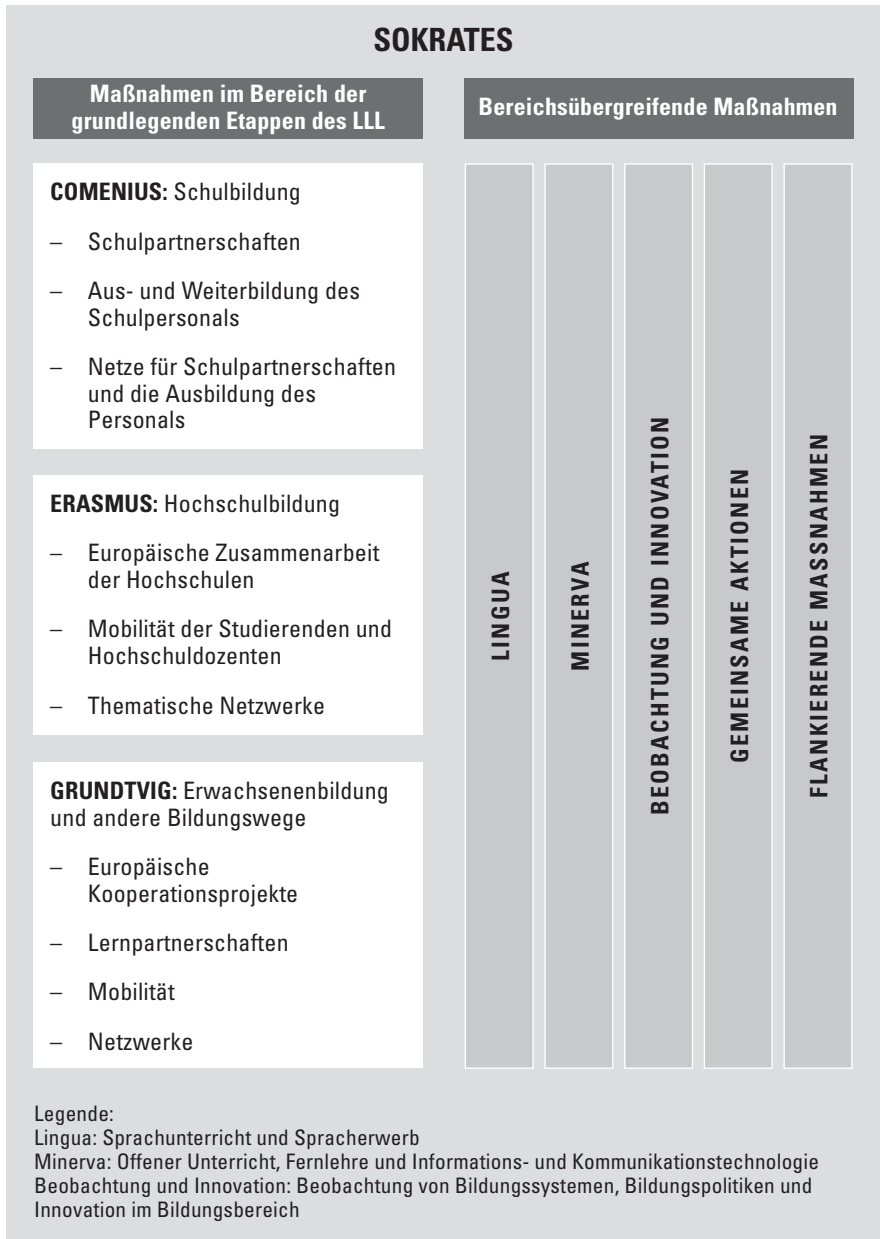 SOKRATES
Maßnahmen im Bereich der
grundlegenden Etappen des LLL
COMENIUS: Schulbildung
– Schulpartnerschaften
– Aus- und Weiterbildung des
Schulpersonals
– Netze für Schulpartnerschaften
und die Ausbildung des
Personals
ERASMUS: Hochschulbildung
– Europäische Zusammenarbeit
der Hochschulen
– Mobilität der Studierenden und
Hochschuldozenten
– Thematische Netzwerke
GRUNDTVIG: Erwachsenenbildung
und andere Bildungswege
– Europäische
Kooperationsprojekte
– Lernpartnerschaften
– Mobilität
– Netzwerke
Bereichsübergreifende Maßnahmen
LINGUA
MINERVA
BEOBACHTUNG UND INNOVATION
GEMEINSAME AKTIONEN
FLANKIERENDE MASSNAHMEN
Legende:
Lingua: Sprachunterricht und Spracherwerb
Minerva: Offener Unterricht, Fernlehre und Informations- und Kommunikationstechnologie
Beobachtung und Innovation: Beobachtung von Bildungssystemen, Bildungspolitiken und
Innovation im Bildungsbereich